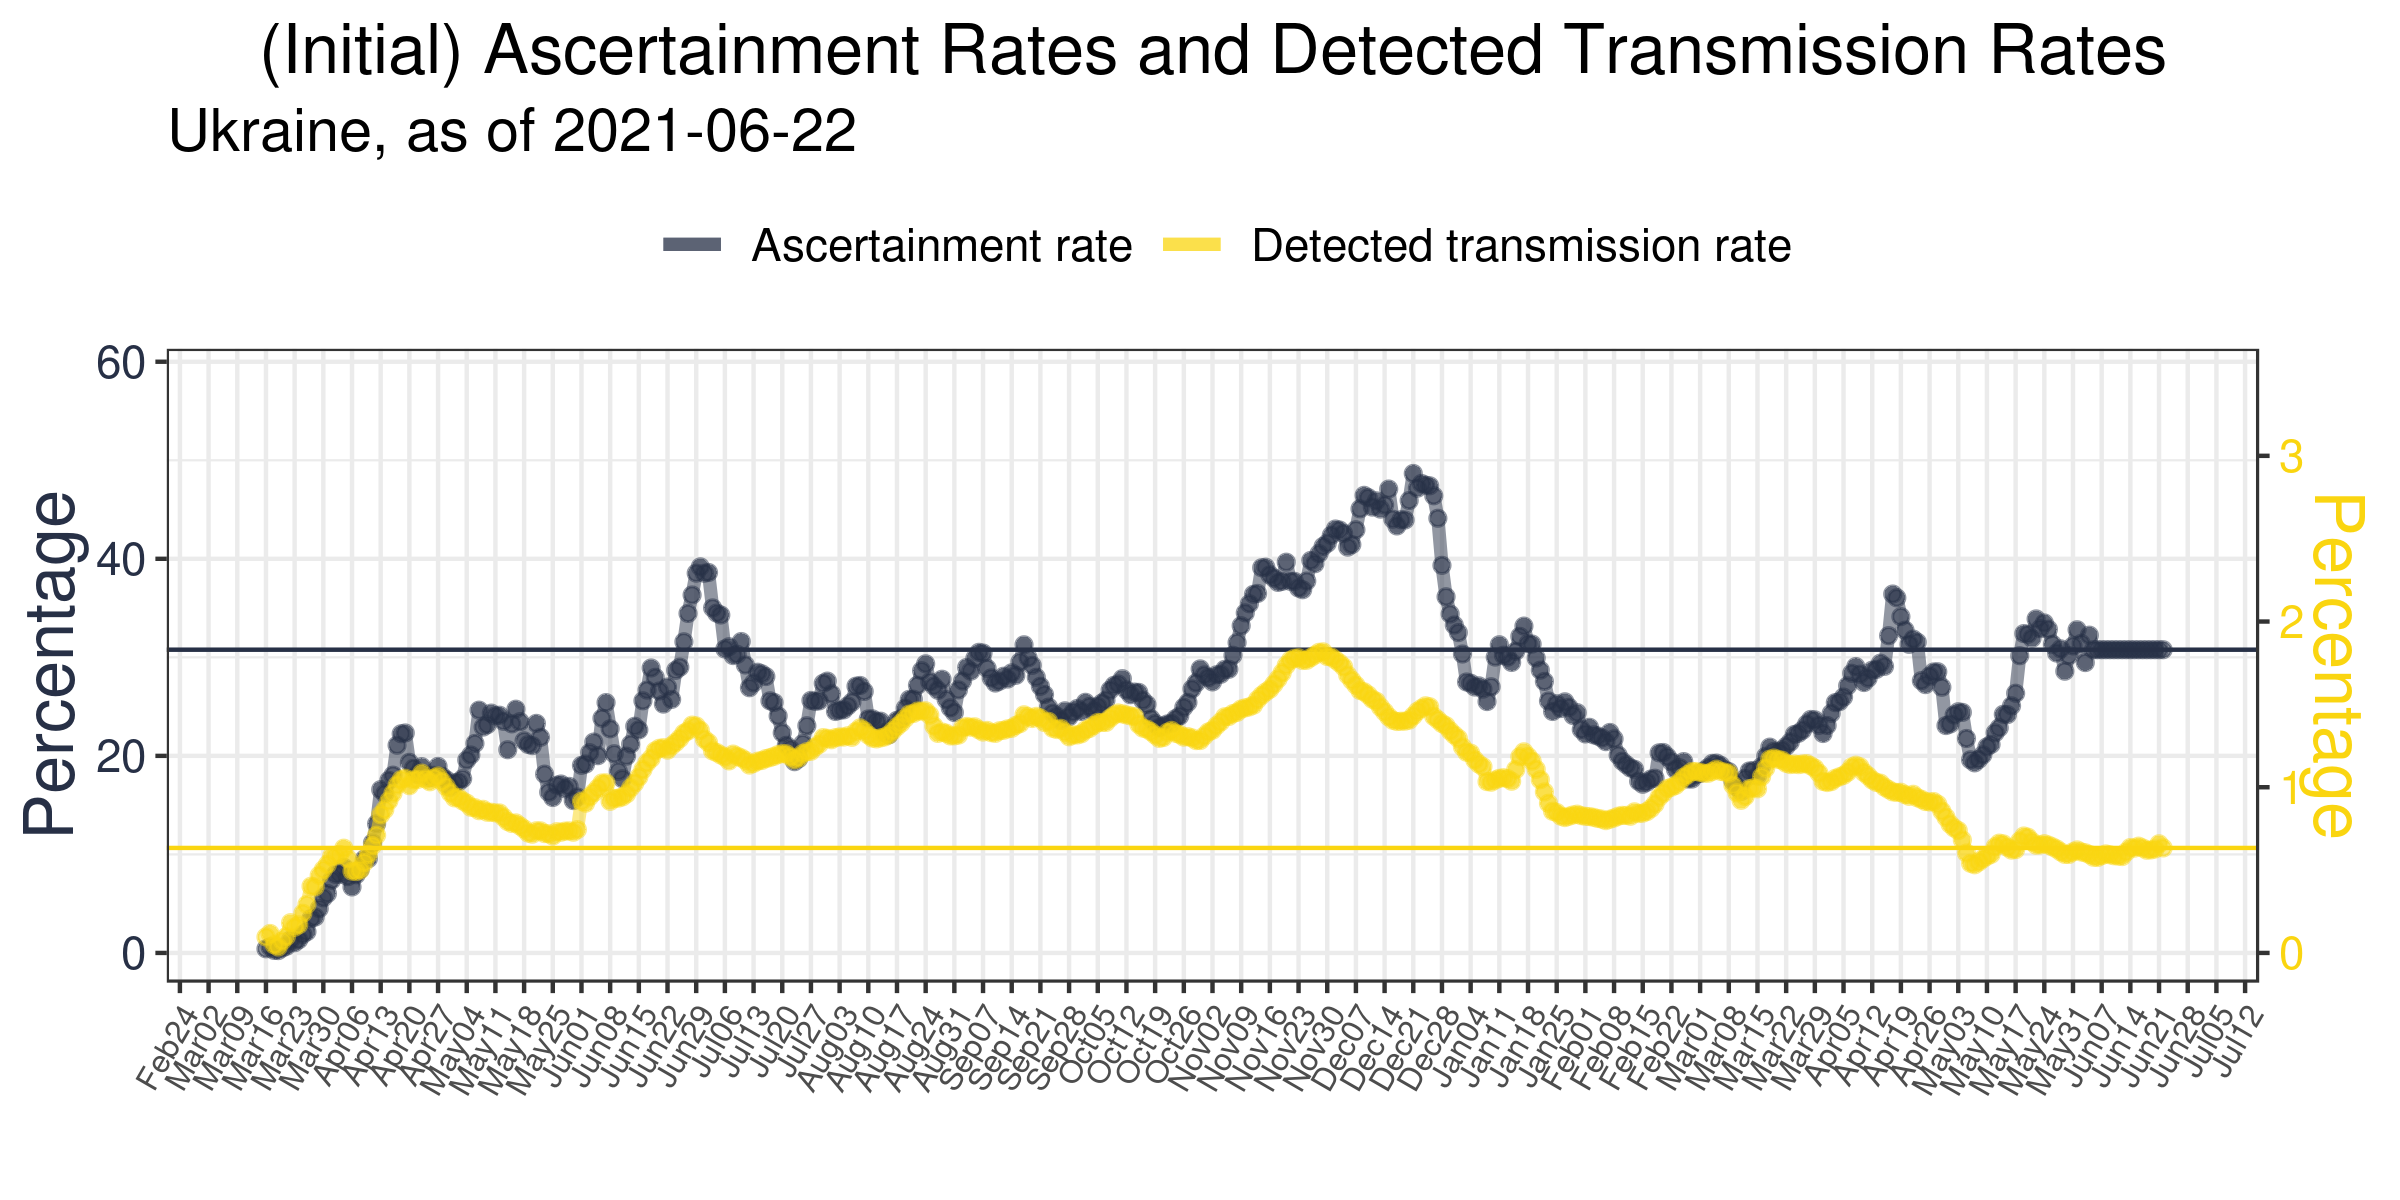 (Initial) Ascertainment Rates and Detected Transmission Rates
Ukraine, as of 2021-06-22
Ascertainment rate Detected transmission rate
Percentage
60
40
20
0
3
2
1
0
Percentage
Feb24 Mar02 Mar09 Mar16 Mar23 Mar30 Apr06 Apr13 Apr20 Apr27 May04 May11 May18 May25 Jun01 Jun08 Jun15 Jun22 Jun29 Jul06 Jul13 Jul20 Jul27 Aug03 Aug10 Aug17 Aug24 Aug31 Sep07 Sep14 Sep21 Sep28 Oct05 Oct12 Oct19 Oct26 Nov02 Nov09 Nov16 Nov23 Nov30 Dec07 Dec14 Dec21 Dec28 Jan04 Jan11 Jan18 Jan25 Feb01 Feb08 Feb15 Feb22 Mar01 Mar08 Mar15 Mar22 Mar29 Apr05 Apr12 Apr19 Apr26 May03 May10 May17 May24 May31 Jun07 Jun14 Jun21 Jun28 Jul05 Jul12